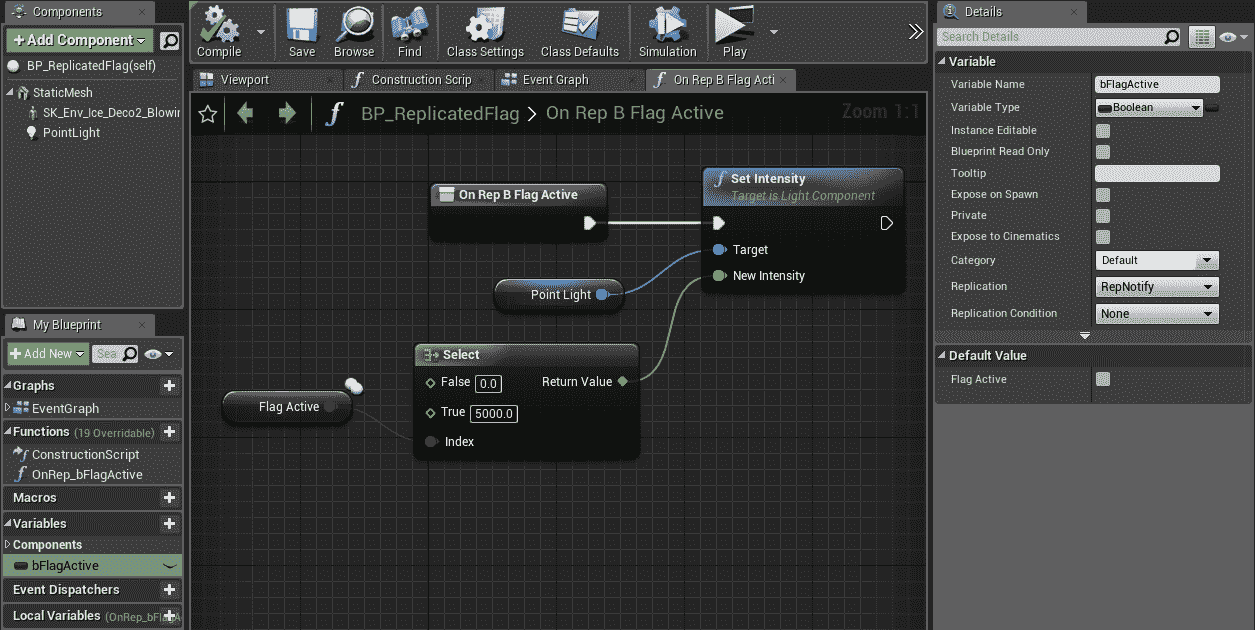 Components
+Add Component
BP_ReplicatedFlag(self)
StaticMesh
SK_Env_Ice_Deco2_Blowin
PointLight
My Blueprint
+Add New
Sea
Graphs
EventGraph
Functions (19 Overridable)
ConstructionScript
OnRep_bFlagActive
Macros
Variables
Components
bFlagActive
Event Dispatchers
Local Variables (OnRep_bFlagA
Compile
Save
Browse
Find
Class Settings
Class Defaults
Simulation
Play
Viewport
Construction Scrip
Event Graph
On Rep B Flag Acti
BP_ReplicatedFlag > On Rep B Flag Active
Zoom 1:1
On Rep B Flag Active
Set Intensity
Target is Light Component
Target
New Intensity
Point Light
Select
False 0.0
Return Value
True 5000.0
Index
Flag Active
Details
Search Details
Variable
Variable Name bFlagActive
Variable Type Boolean
Instance Editable
Blueprint Read Only
Tooltip
Expose on Spawn
Private
Expose to Cinematics
Category Default
Replication RepNotify
Replication Condition None
Default Value
Flag Active